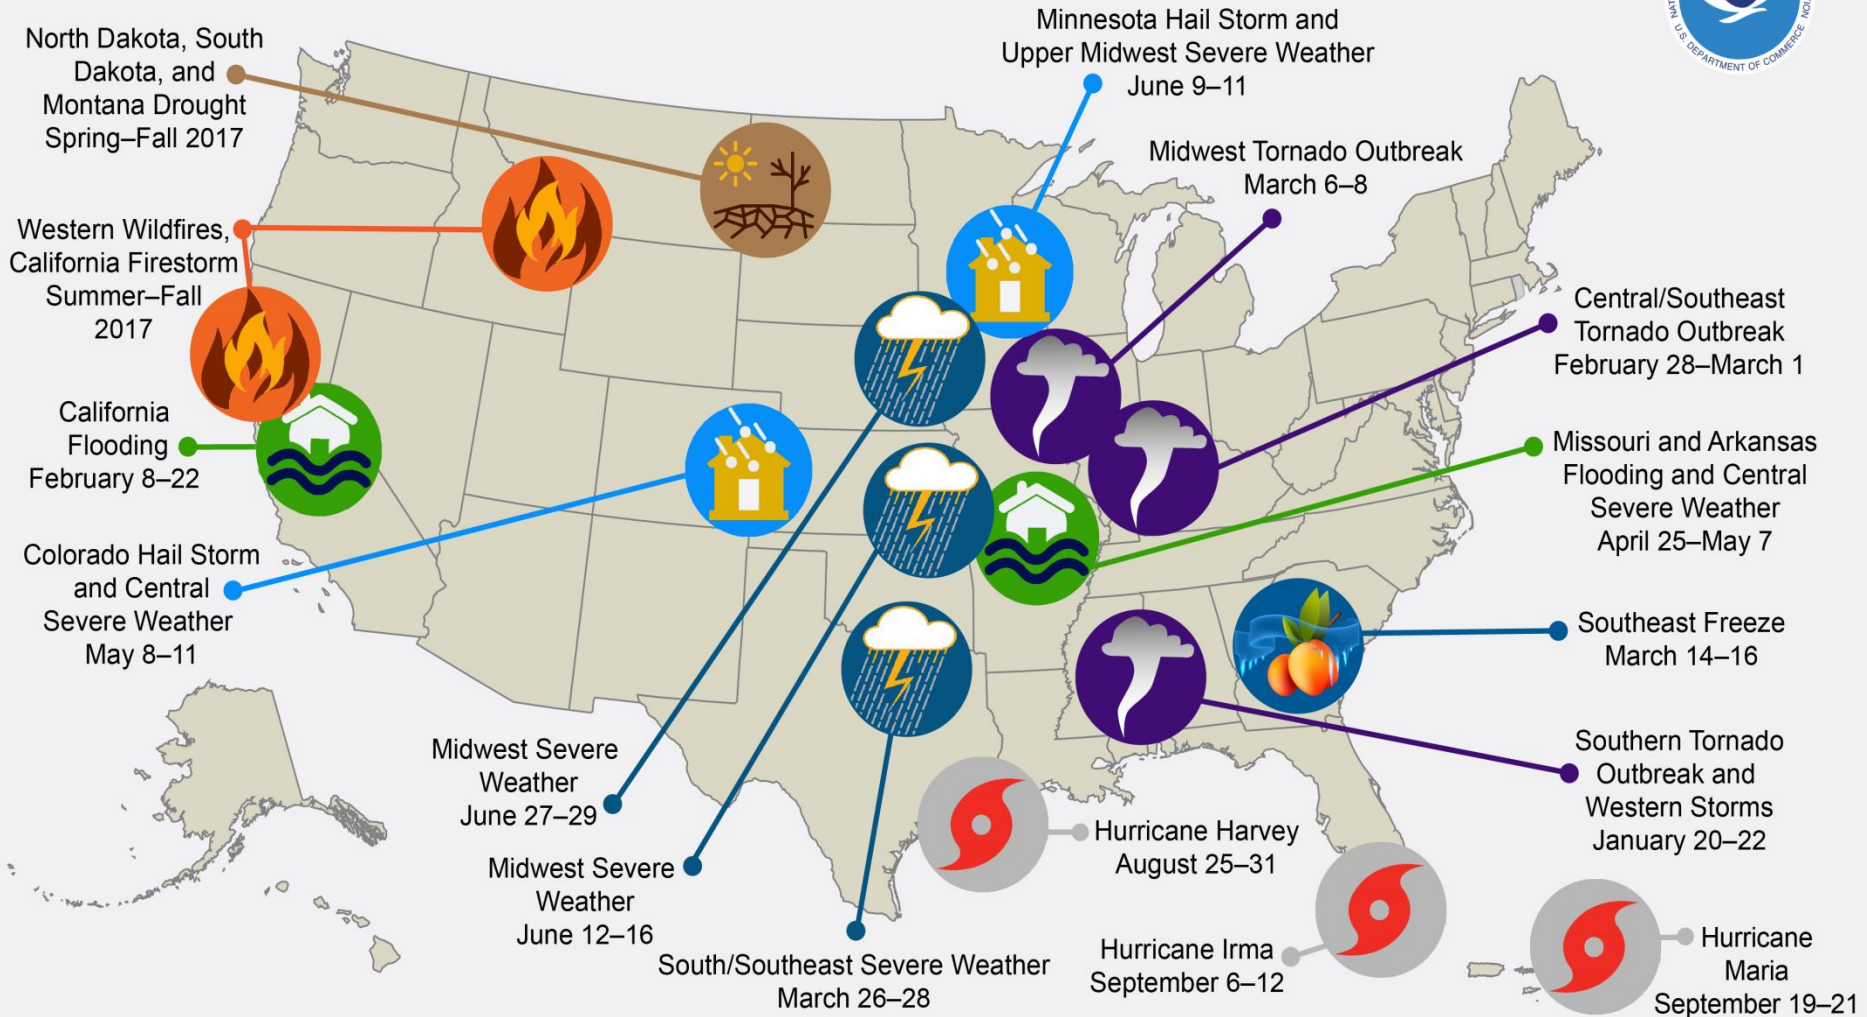 NAT
U.S. DEPARTMENT OF COMMERCE
North Dakota, South
Dakota, and
Montana Drought
Spring–Fall 2017
Minnesota Hail Storm and
Upper Midwest Severe Weather
June 9–11
Midwest Tornado Outbreak
March 6–8
Western Wildfires,
California Firestorm
Summer–Fall
2017
Central/Southeast
Tornado Outbreak
February 28–March 1
California
Flooding
February 8–22
Missouri and Arkansas
Flooding and Central
Severe Weather
April 25–May 7
Colorado Hail Storm
and Central
Severe Weather
May 8–11
Southeast Freeze
March 14–16
Midwest Severe
Weather
June 27–29
Southern Tornado
Outbreak and
Western Storms
January 20–22
Hurricane Harvey
August 25–31
Midwest Severe
Weather
June 12–16
South/Southeast Severe Weather
March 26–28
Hurricane Irma
September 6–12
Hurricane
Maria
September 19–21